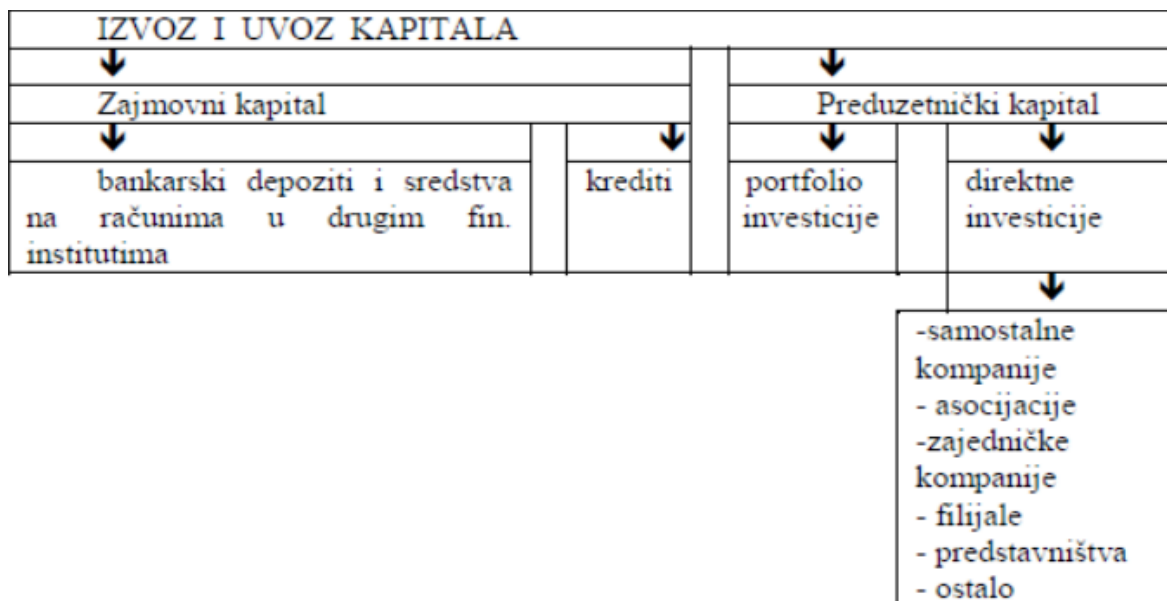 IZVOZ I UVOZ KAPITALA
Zajmovni kapital
Preduzetnički kapital
bankarski depoziti i sredstva
na računima u drugim fin.
institutima
krediti
portfolio
investicije
direktne
investicije
-samostalne
kompanije
- asocijacije
-zajedničke
kompanije
- filijale
- predstavništva
- ostalo